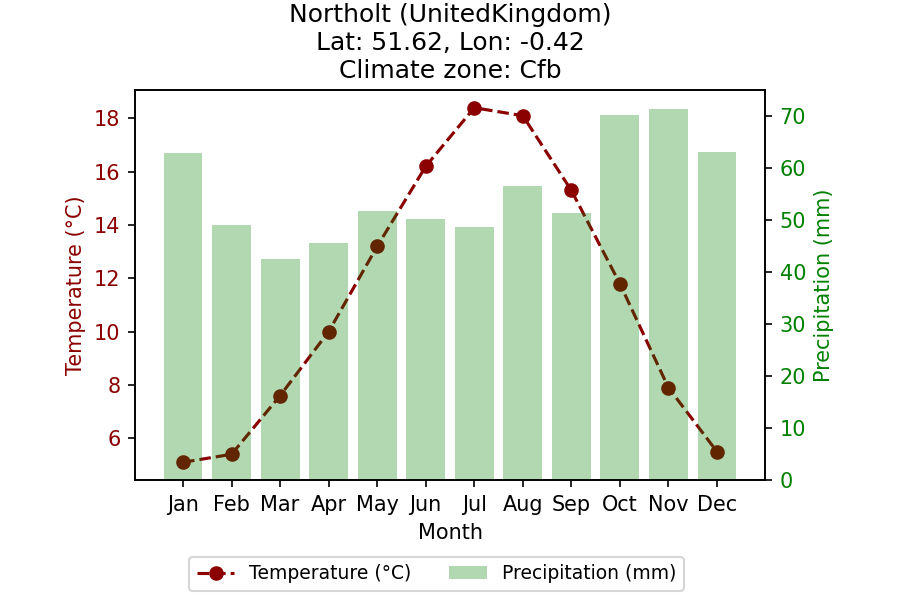 Northolt (UnitedKingdom)
Lat: 51.62, Lon: -0.42
Climate zone: Cfb
Temperature (°C)
18
16
14
12
10
8
6
Precipitation (mm)
70
60
50
40
30
20
10
0
Jan Feb Mar Apr May Jun Jul Aug Sep Oct Nov Dec
Month
Temperature (°C) Precipitation (mm)